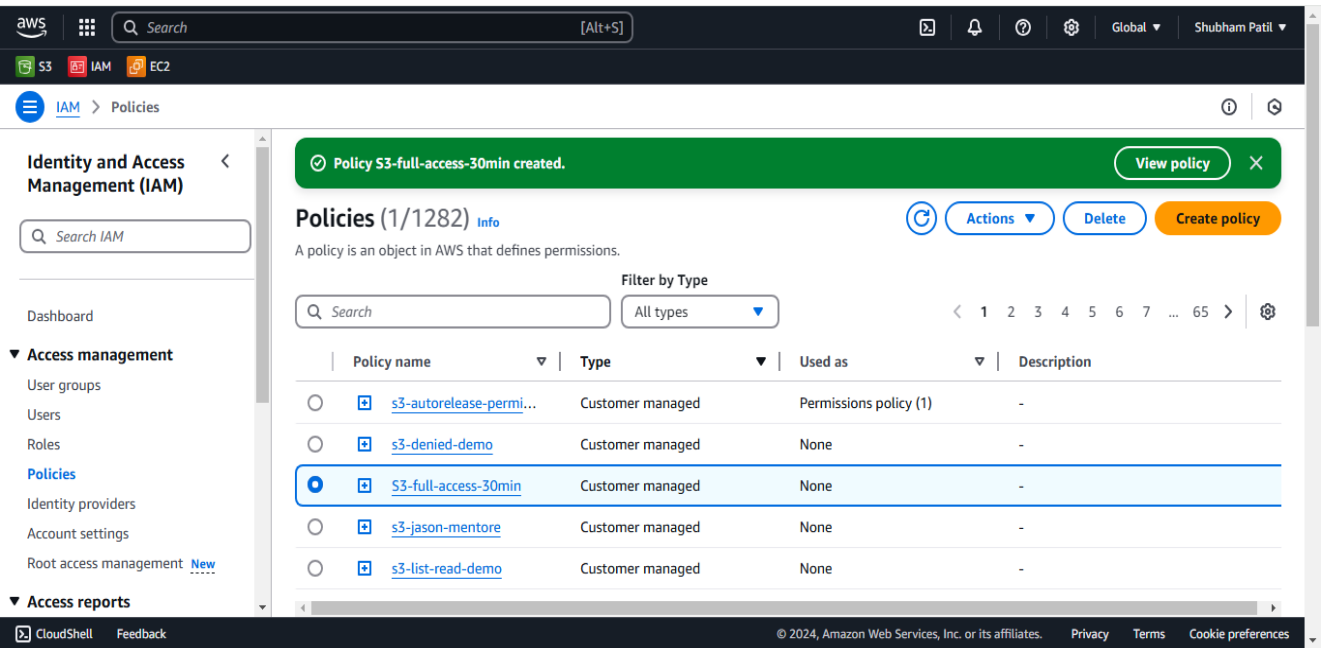 aws
Search [Alt+S]
Global Shubham Patil
S3 IAM EC2
IAM > Policies
Identity and Access Management (IAM)
Search IAM
Dashboard
Access management
User groups
Users
Roles
Policies
Identity providers
Account settings
Root access management New
Access reports
Policy S3-full-access-30min created. View policy
Policies (1/1282) Info
Actions Delete Create policy
A policy is an object in AWS that defines permissions.
Filter by Type
Search All types 1 2 3 4 5 6 7 ... 65
Policy name Type Used as Description
s3-autorelease-permi... Customer managed Permissions policy (1) -
s3-denied-demo Customer managed None -
S3-full-access-30min Customer managed None -
s3-jason-mentore Customer managed None -
s3-list-read-demo Customer managed None -
CloudShell Feedback © 2024, Amazon Web Services, Inc. or its affiliates. Privacy Terms Cookie preferences